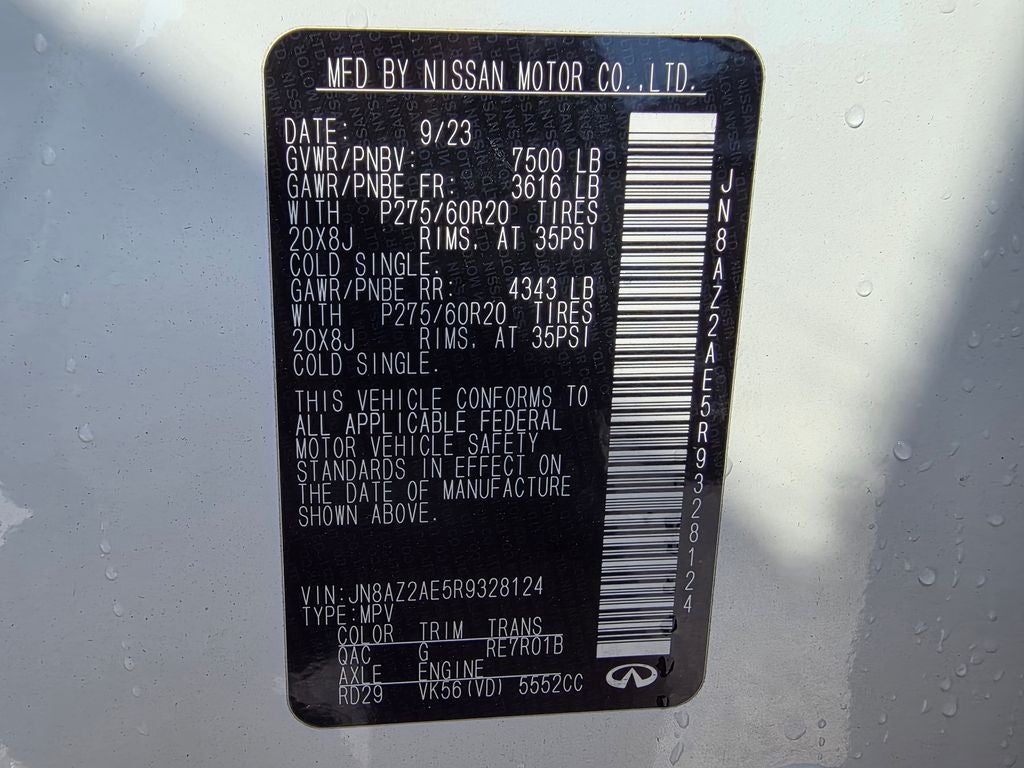 MFD BY NISSAN MOTOR CO.,LTD.
DATE: 9/23
GVWR/PNBV: 7500 LB
GAWR/PNBE FR: 3616 LB
WITH P275/60R20 TIRES
20X8J RIMS, AT 35PSI
COLD SINGLE.
GAWR/PNBE RR: 4343 LB
WITH P275/60R20 TIRES
20X8J RIMS, AT 35PSI
COLD SINGLE.
THIS VEHICLE CONFORMS TO
ALL APPLICABLE FEDERAL
MOTOR VEHICLE SAFETY
STANDARDS IN EFFECT ON
THE DATE OF MANUFACTURE
SHOWN ABOVE.
VIN: JN8AZ2AE5R9328124
TYPE: MPV
COLOR TRIM TRANS
QAC G RE7R01B
AXLE ENGINE
RD29 VK56(VD) 5552CC
JN8AZ2AE5R9328124